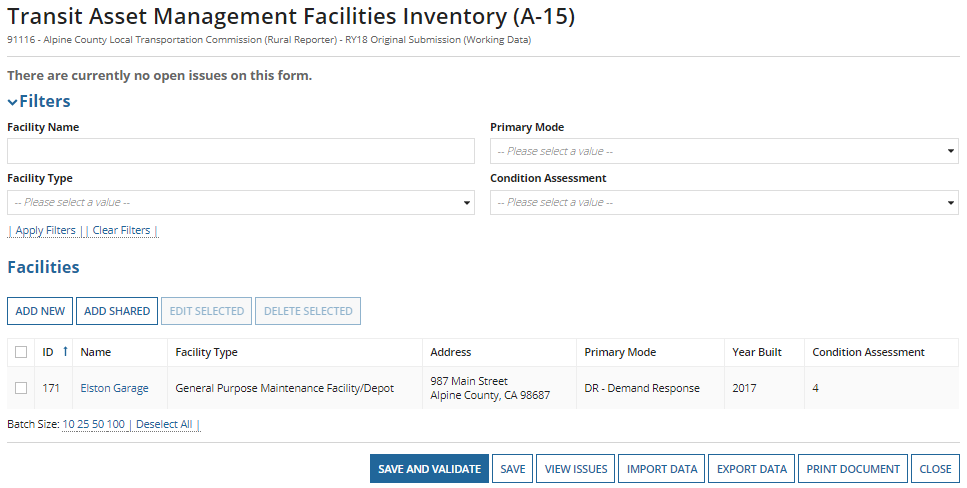 Transit Asset Management Facilities Inventory (A-15)
91116 - Alpine County Local Transportation Commission (Rural Reporter) - RY18 Original Submission (Working Data)
There are currently no open issues on this form.
Filters
Facility Name
Primary Mode
-- Please select a value --
Facility Type
Condition Assessment
-- Please select a value --
-- Please select a value --
| Apply Filters || Clear Filters |
Facilities
ADD NEW ADD SHARED EDIT SELECTED DELETE SELECTED
ID ↑ Name Facility Type Address Primary Mode Year Built Condition Assessment
171 Elston Garage General Purpose Maintenance Facility/Depot 987 Main Street DR - Demand Response 2017 4
Alpine County, CA 98687
Batch Size: 10 25 50 100 | Deselect All |
SAVE AND VALIDATE SAVE VIEW ISSUES IMPORT DATA EXPORT DATA PRINT DOCUMENT CLOSE